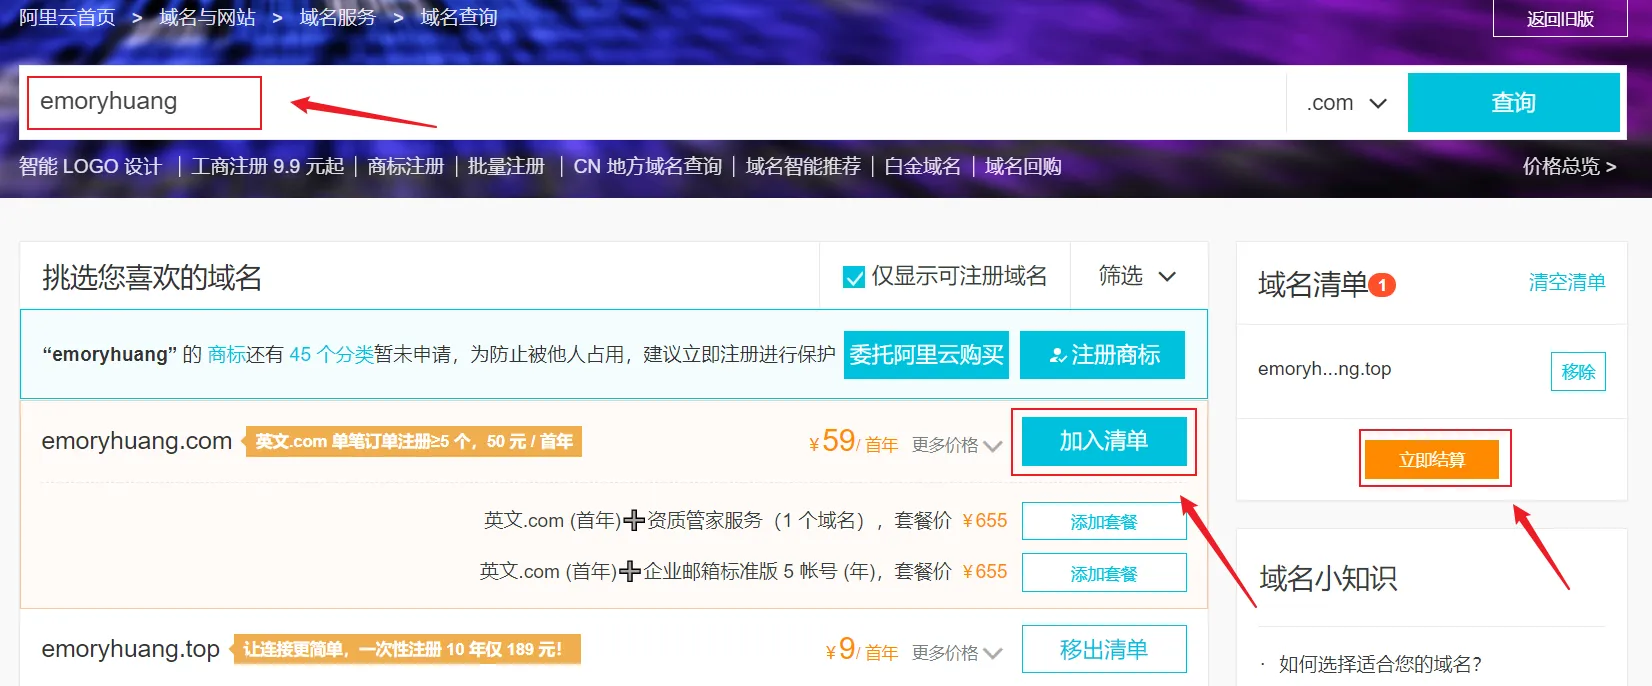 阿里云首页 > 域名与网站 > 域名服务 > 域名查询
返回旧版
emoryhuang
.com
查询
智能 LOGO 设计 | 工商注册 9.9 元起 | 商标注册 | 批量注册 | CN 地方域名查询 | 域名智能推荐 | 白金域名 | 域名回购
价格总览 >
挑选您喜欢的域名
仅显示可注册域名
筛选
“emoryhuang” 的 商标还有 45 个分类暂未申请，为防止被他人占用，建议立即注册进行保护
委托阿里云购买
注册商标
emoryhuang.com
英文.com 单笔订单注册≥5 个，50 元 / 首年
¥59/ 首年
更多价格
加入清单
英文.com (首年)+资质管家服务（1 个域名），套餐价 ¥655
添加套餐
英文.com (首年)+企业邮箱标准版 5 帐号 (年)，套餐价 ¥655
添加套餐
emoryhuang.top
让连接更简单，一次性注册 10 年仅 189 元！
¥9/ 首年
更多价格
移出清单
域名清单1
清空清单
emoryh...ng.top
移除
立即结算
域名小知识
· 如何选择适合您的域名？